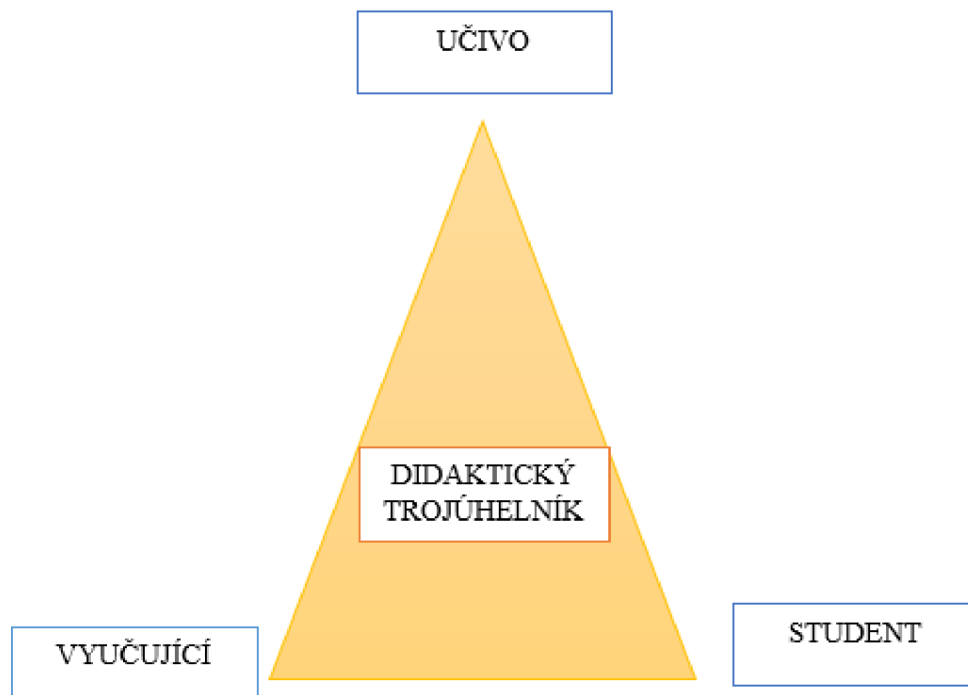 UČIVO
DIDAKTICKÝ
TROJÚHELNÍK
VYUČUJÍCÍ
STUDENT